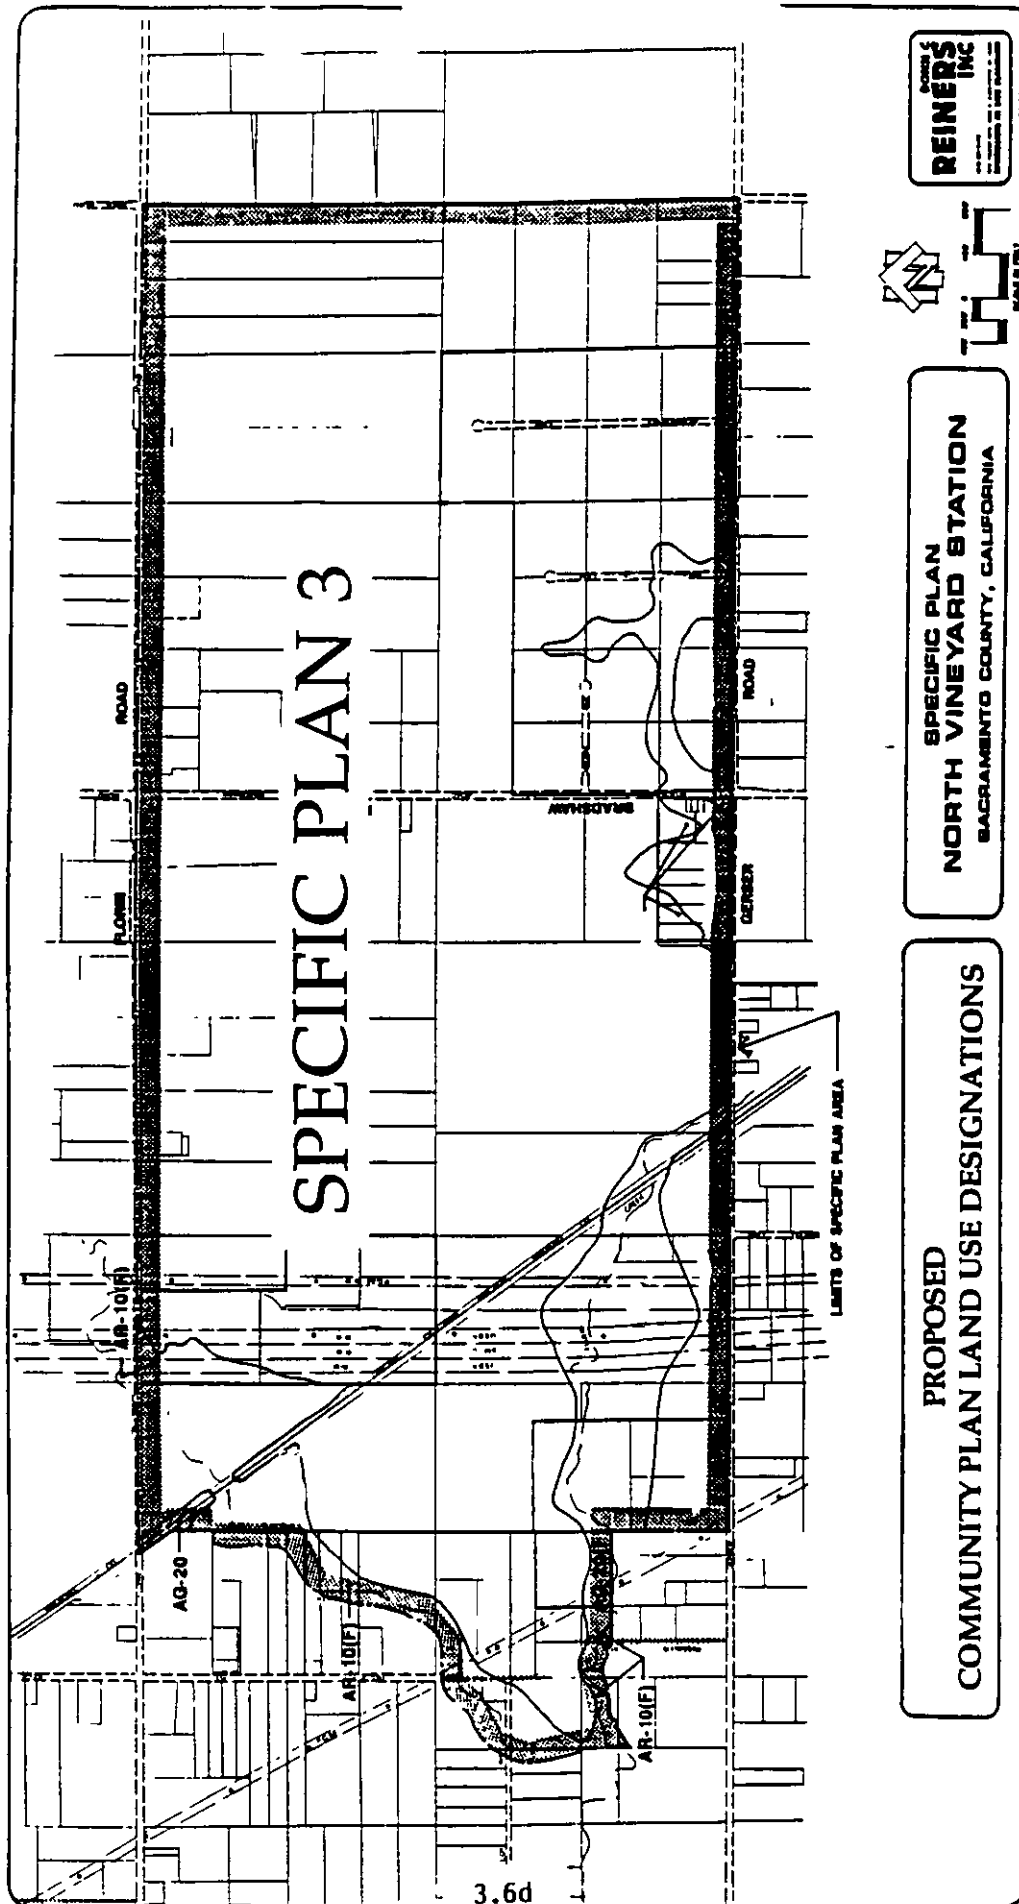 SPECIFIC PLAN 3
FLORIN
ROAD
BRADSHAW
GERBER
ROAD
AR-10(F)
AG-20
AR-10(F)
AG-20(F)
AR-10(F)
LIMITS OF SPECIFIC PLAN AREA
PROPOSED
COMMUNITY PLAN LAND USE DESIGNATIONS
SPECIFIC PLAN
NORTH VINEYARD STATION
SACRAMENTO COUNTY, CALIFORNIA
REINERS
INC
3.6d